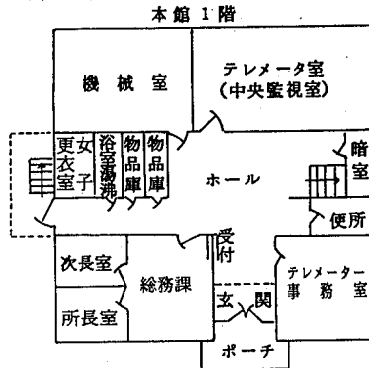 本館1階
機械室
テレメータ室
(中央監視室)
女子
更衣室
浴室湯沸
物品庫
物品庫
ホール
暗室
便所
受付
次長室
総務課
所長室
玄関
テレメーター
事務室
ポーチ